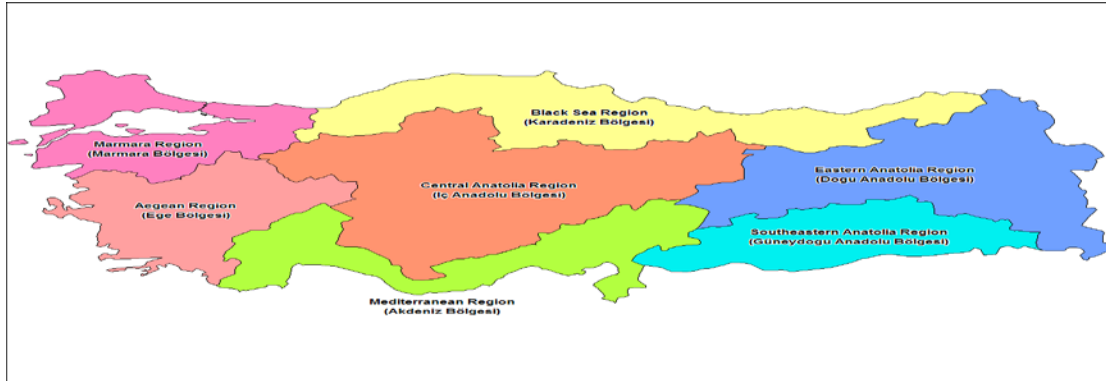 Black Sea Region
(Karadeniz Bölgesi)
Marmara Region
(Marmara Bölgesi)
Eastern Anatolia Region
(Dogu Anadolu Bölgesi)
Central Anatolia Region
(Iç Anadolu Bölgesi)
Aegean Region
(Ege Bölgesi)
Southeastern Anatolia Region
(Güneydogu Anadolu Bölgesi)
Mediterranean Region
(Akdeniz Bölgesi)